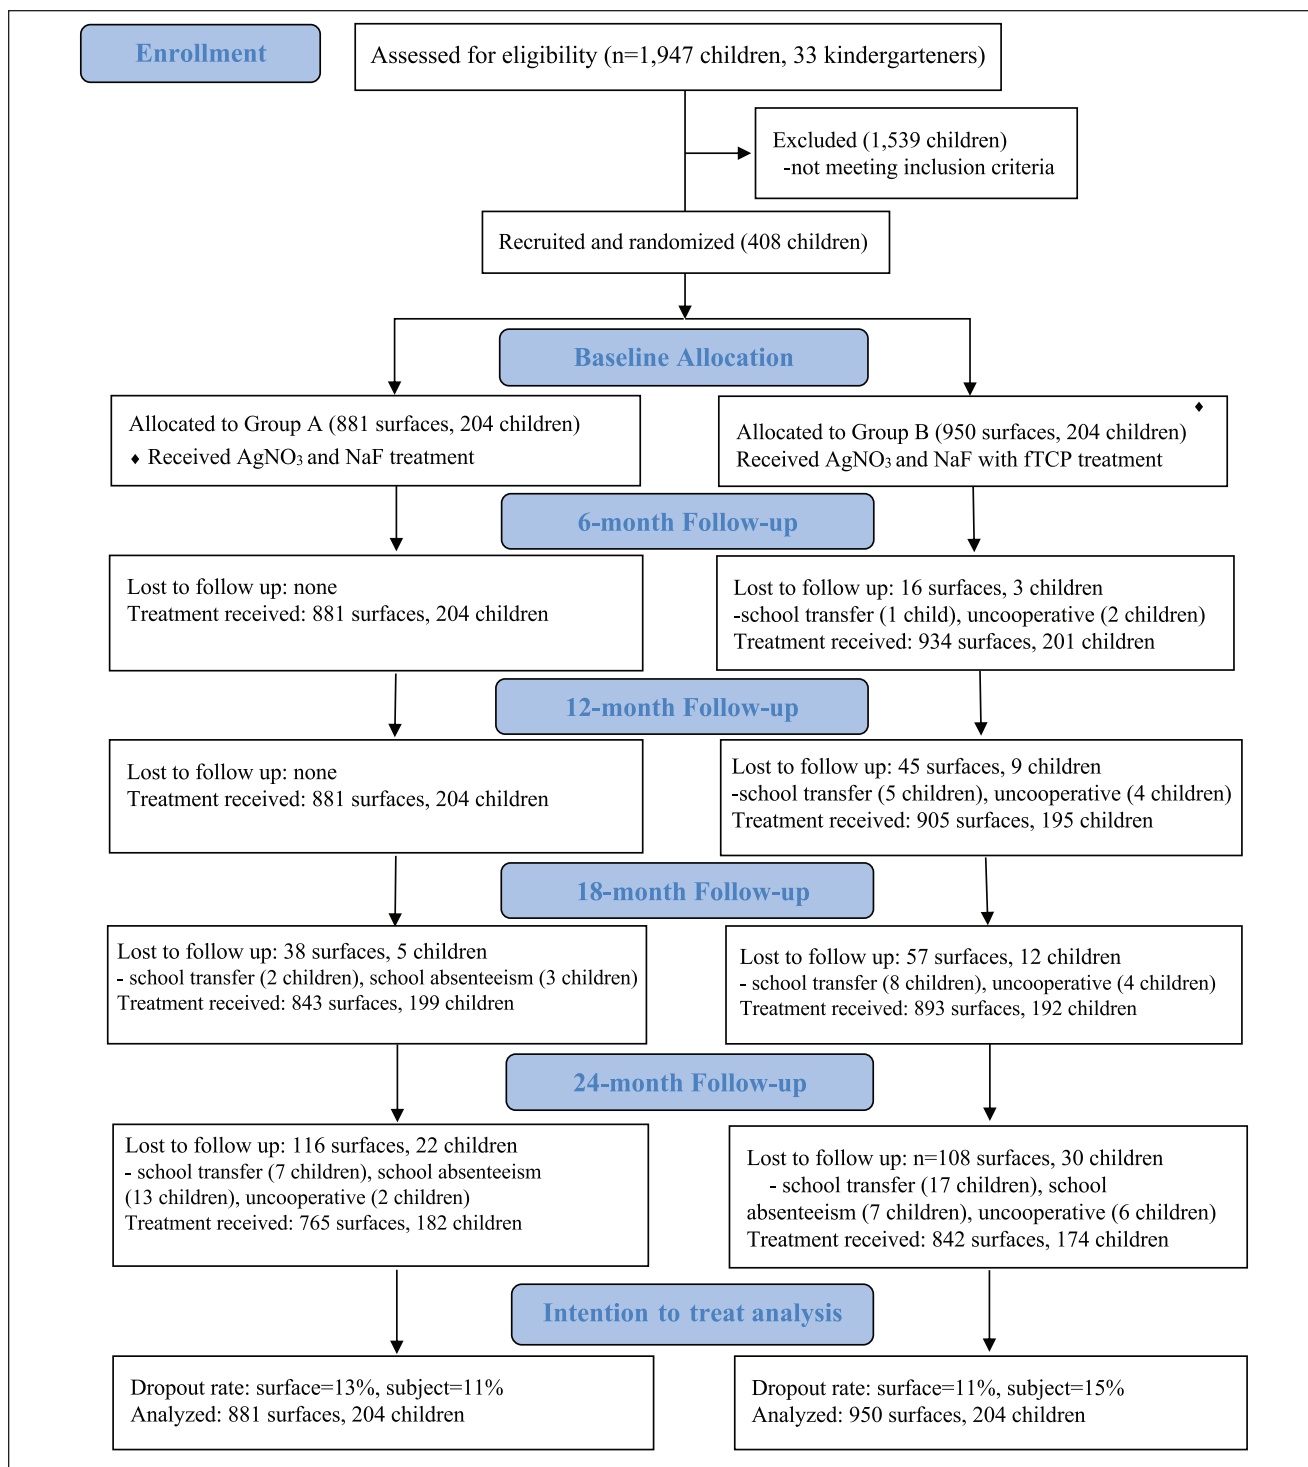 Enrollment
Assessed for eligibility (n=1,947 children, 33 kindergarteners)
Excluded (1,539 children)
-not meeting inclusion criteria
Recruited and randomized (408 children)
Baseline Allocation
Allocated to Group A (881 surfaces, 204 children)
♦ Received AgNO3 and NaF treatment
♦
Allocated to Group B (950 surfaces, 204 children)
Received AgNO3 and NaF with fTCP treatment
6-month Follow-up
Lost to follow up: none
Treatment received: 881 surfaces, 204 children
Lost to follow up: 16 surfaces, 3 children
-school transfer (1 child), uncooperative (2 children)
Treatment received: 934 surfaces, 201 children
12-month Follow-up
Lost to follow up: none
Treatment received: 881 surfaces, 204 children
Lost to follow up: 45 surfaces, 9 children
-school transfer (5 children), uncooperative (4 children)
Treatment received: 905 surfaces, 195 children
18-month Follow-up
Lost to follow up: 38 surfaces, 5 children
- school transfer (2 children), school absenteeism (3 children)
Treatment received: 843 surfaces, 199 children
Lost to follow up: 57 surfaces, 12 children
- school transfer (8 children), uncooperative (4 children)
Treatment received: 893 surfaces, 192 children
24-month Follow-up
Lost to follow up: 116 surfaces, 22 children
- school transfer (7 children), school absenteeism
(13 children), uncooperative (2 children)
Treatment received: 765 surfaces, 182 children
Lost to follow up: n=108 surfaces, 30 children
- school transfer (17 children), school
absenteeism (7 children), uncooperative (6 children)
Treatment received: 842 surfaces, 174 children
Intention to treat analysis
Dropout rate: surface=13%, subject=11%
Analyzed: 881 surfaces, 204 children
Dropout rate: surface=11%, subject=15%
Analyzed: 950 surfaces, 204 children